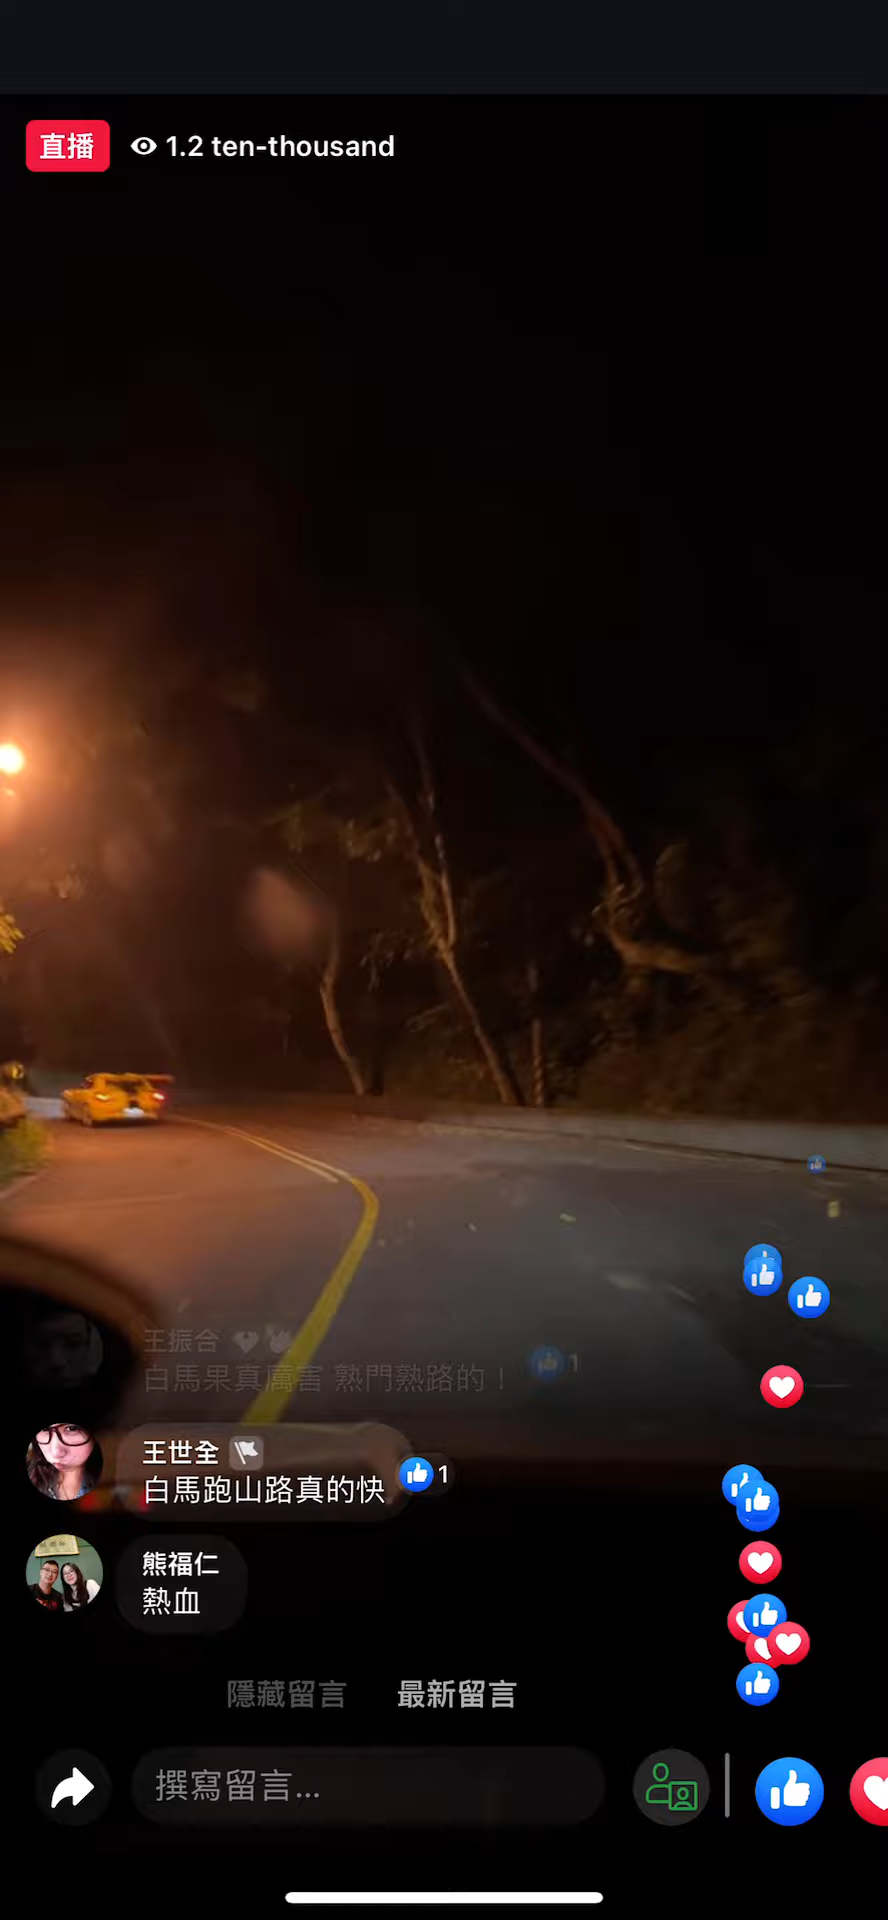 直播 1.2 ten-thousand
王振合
白馬果真厲害 熟門熟路的！ 1
王世全
白馬跑山路真的快 1
熊福仁
熱血
隱藏留言 最新留言
撰寫留言...